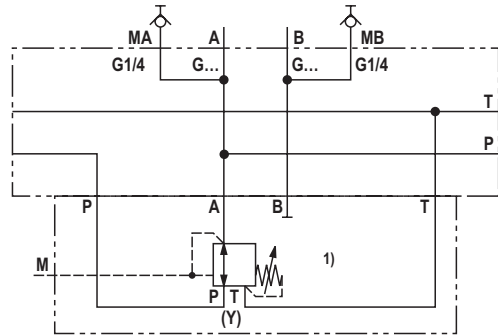 MA A B MB
G1/4 G... G... G1/4
T
P
P A B T
1)
M
P T
(Y)